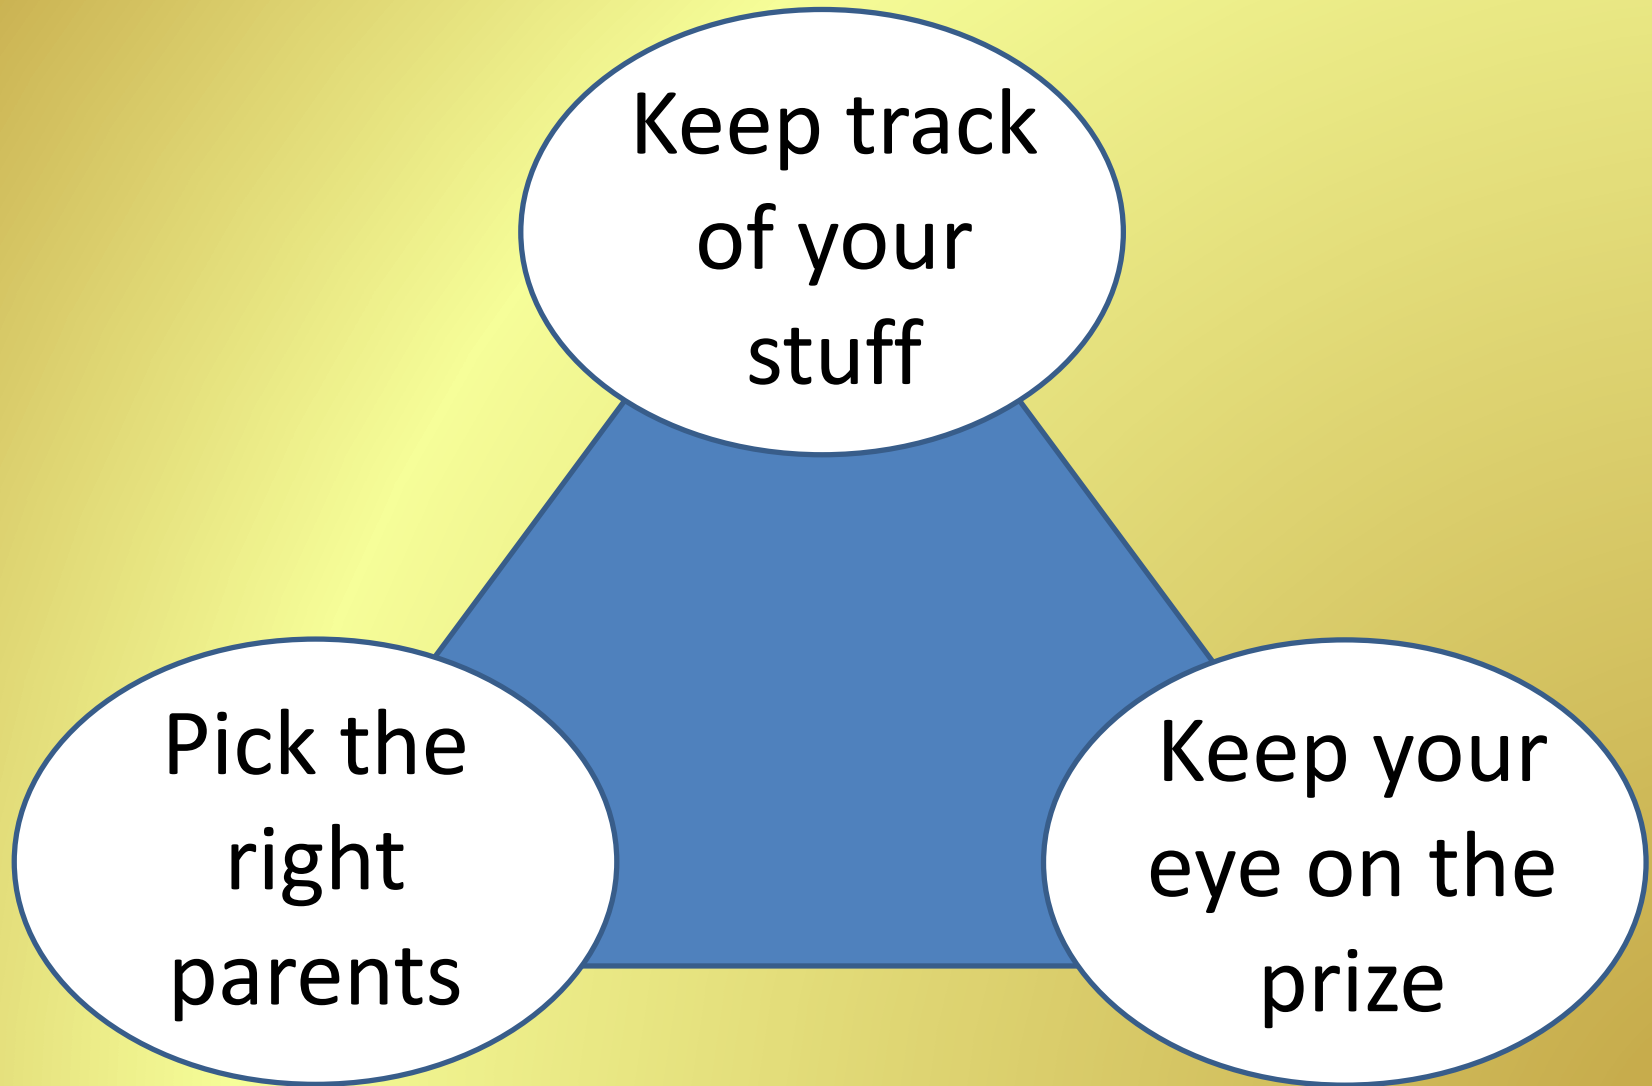 Keep track
of your
stuff
Pick the
right
parents
Keep your
eye on the
prize